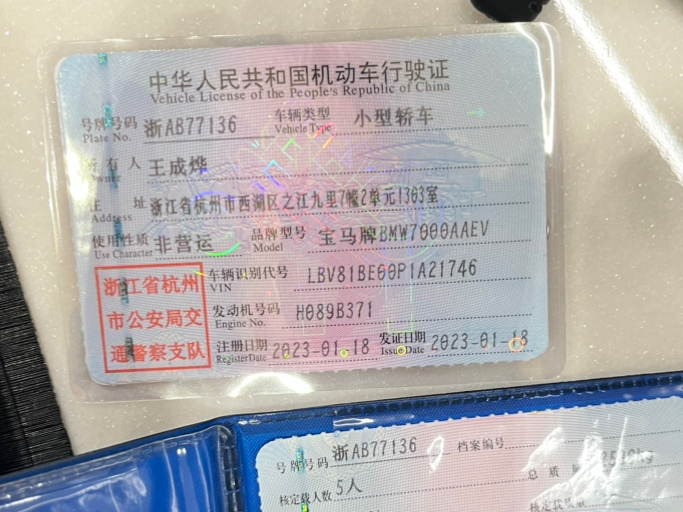 中华人民共和国机动车行驶证
Vehicle License of the People's Republic of China
号牌号码 浙AB77136 车辆类型 小型轿车
Plate No. Vehicle Type
所有人 王成烨
Owner
住 址 浙江省杭州市西湖区之江九里7幢2单元1303室
Address
使用性质 非营运 品牌型号 宝马牌BMW7000AAEV
Use Character Model
浙江省杭州
市公安局交
通警察支队
车辆识别代号 LBV81BE00P1A21746
VIN
发动机号码 H089B371
Engine No.
注册日期 2023-01-18 发证日期 2023-01-18
Register Date Issue Date
号牌号码 浙AB77136 档案编号
核定载人数 5人 总 质
核定载质量